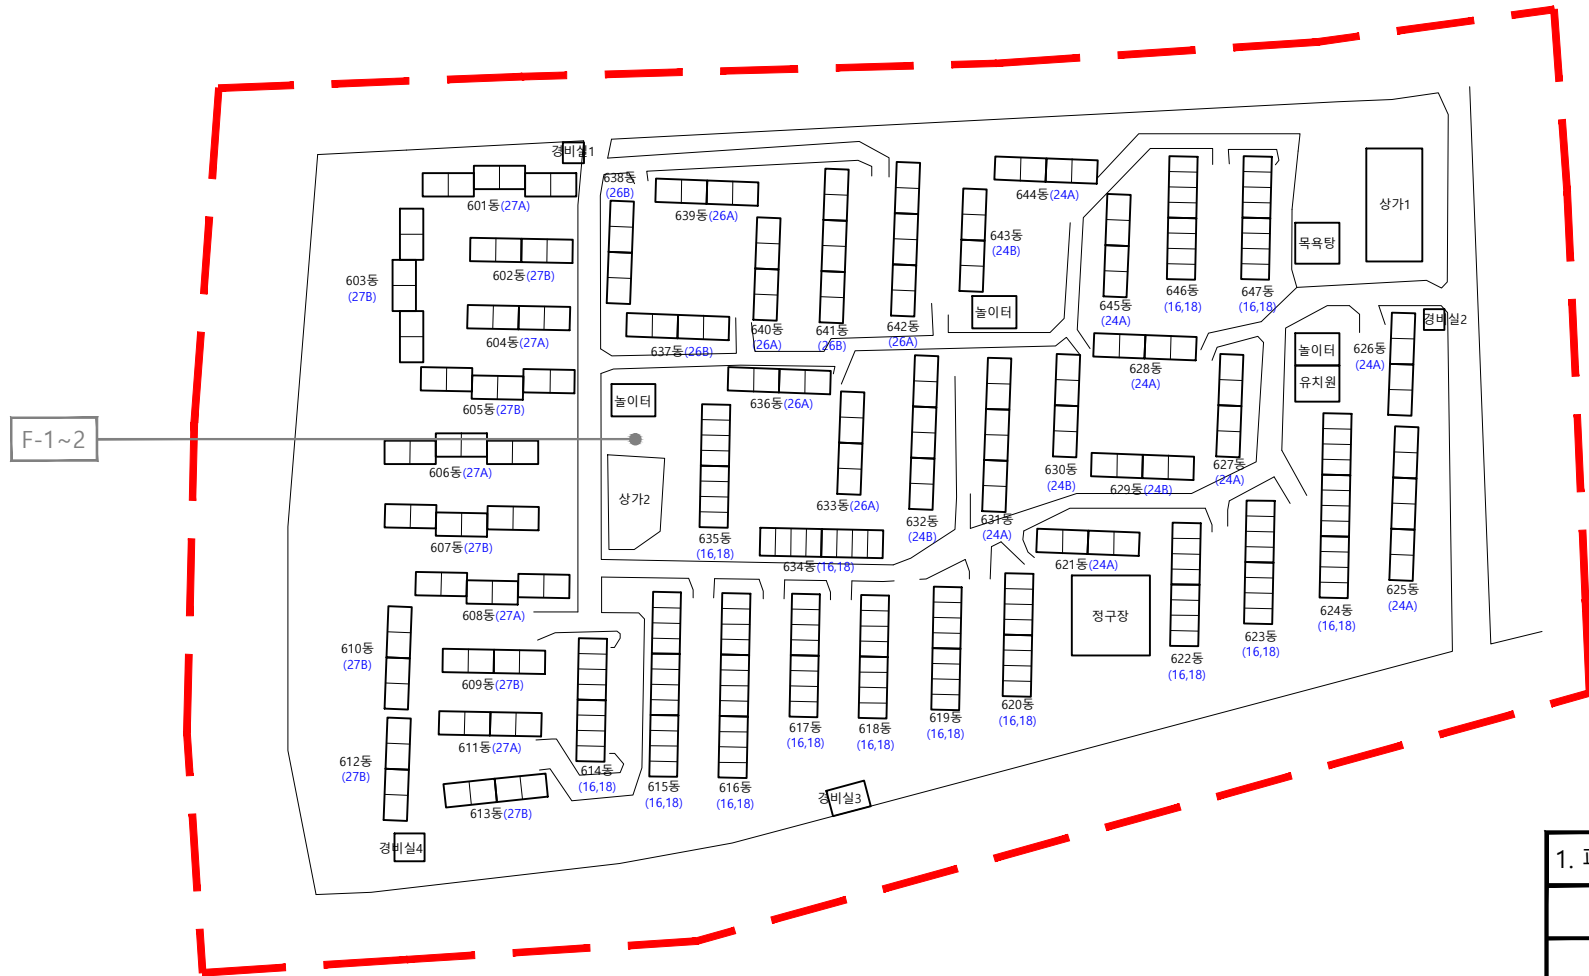 경비실1
601동(27A)
638동
(26B)
639동(26A)
644동(24A)
상가1
603동
(27B)
602동(27B)
643동
(24B)
목욕탕
604동(27A)
637동(26B)
640동
(26A)
641동
(26B)
642동
(26A)
놀이터
645동
(24A)
646동
(16,18)
647동
(16,18)
경비실2
605동(27B)
놀이터
636동(26A)
628동
(24A)
놀이터
유치원
626동
(24A)
F-1~2
606동(27A)
상가2
633동(26A)
630동
(24B)
629동(24B)
627동
(24A)
607동(27B)
635동
(16,18)
634동(16,18)
632동
(24B)
631동
(24A)
621동(24A)
608동(27A)
정구장
624동
(16,18)
625동
(24A)
610동
(27B)
609동(27B)
622동
(16,18)
623동
(16,18)
611동(27A)
617동
(16,18)
618동
(16,18)
619동
(16,18)
620동
(16,18)
612동
(27B)
613동(27B)
614동
(16,18)
615동
(16,18)
616동
(16,18)
경비실3
경비실4
1.